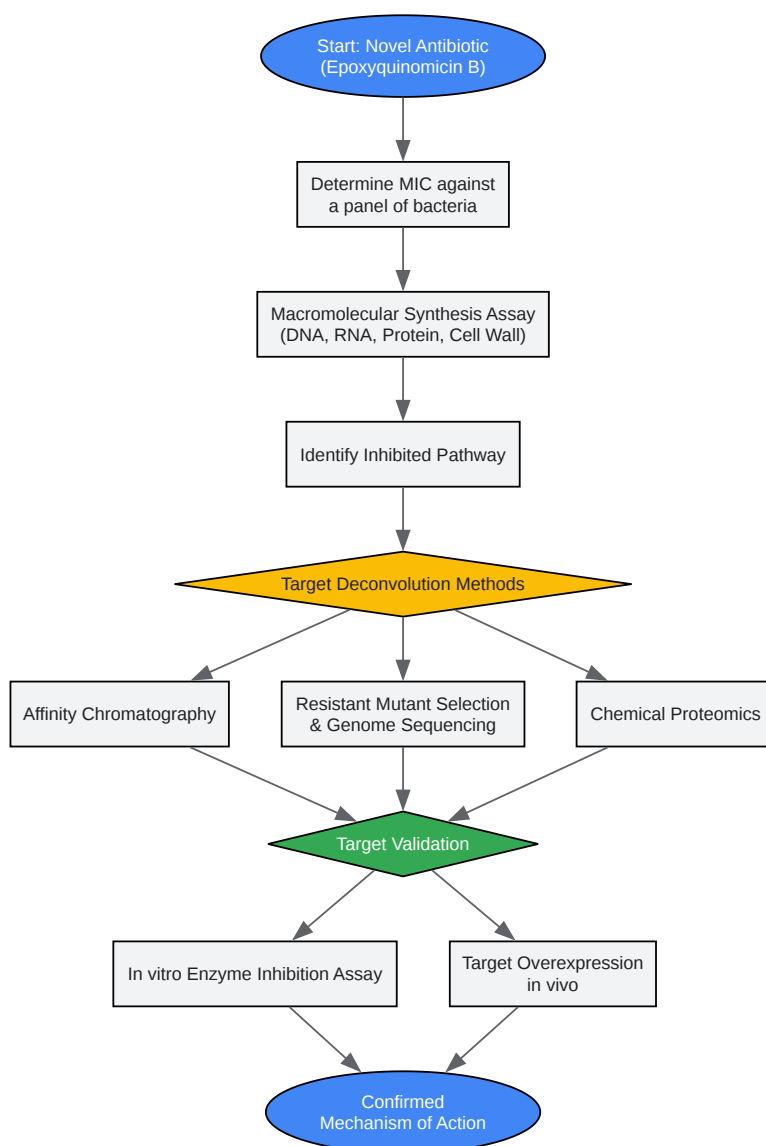 Start: Novel Antibiotic
(Epoxyquinomicin B)
Determine MIC against
a panel of bacteria
Macromolecular Synthesis Assay
(DNA, RNA, Protein, Cell Wall)
Identify Inhibited Pathway
Target Deconvolution Methods
Affinity Chromatography
Resistant Mutant Selection
& Genome Sequencing
Chemical Proteomics
Target Validation
In vitro Enzyme Inhibition Assay
Target Overexpression
in vivo
Confirmed
Mechanism of Action